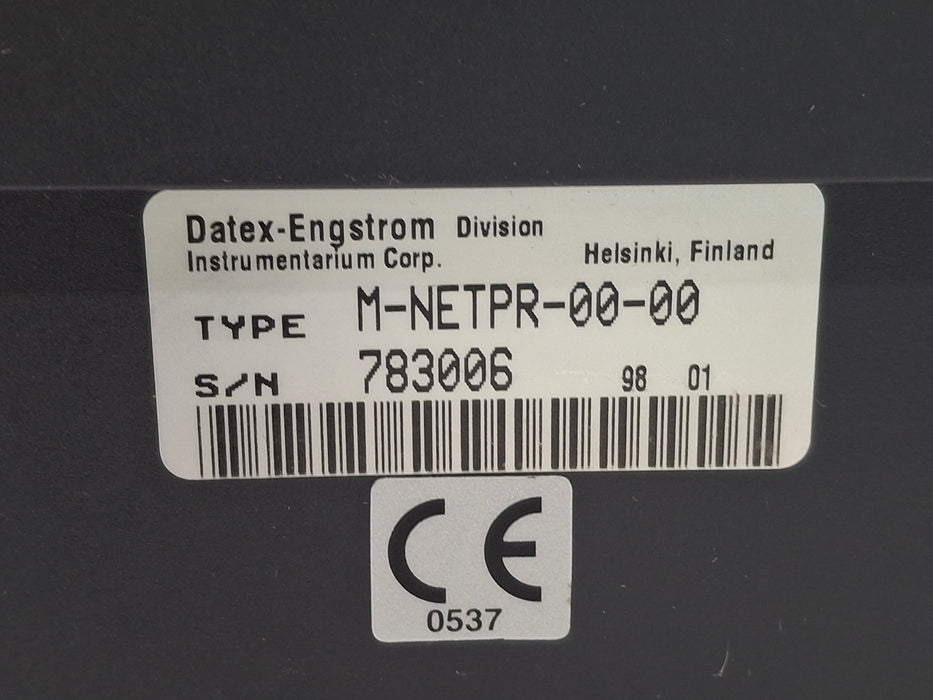 Datex-Engstrom Division
Instrumentarium Corp. Helsinki, Finland
TYPE M-NETPR-00-00
S/N 783006 98 01
CE
0537